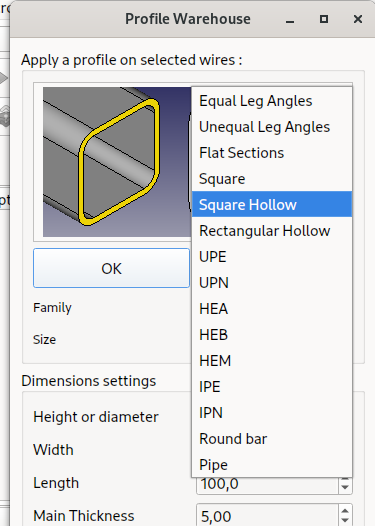 Profile Warehouse
Apply a profile on selected wires :
Equal Leg Angles
Unequal Leg Angles
Flat Sections
Square
Square Hollow
Rectangular Hollow
UPE
UPN
HEA
HEB
HEM
IPE
IPN
Round bar
Pipe
OK
Family
Size
Dimensions settings
Height or diameter
Width
Length 100,0
Main Thickness 5,00